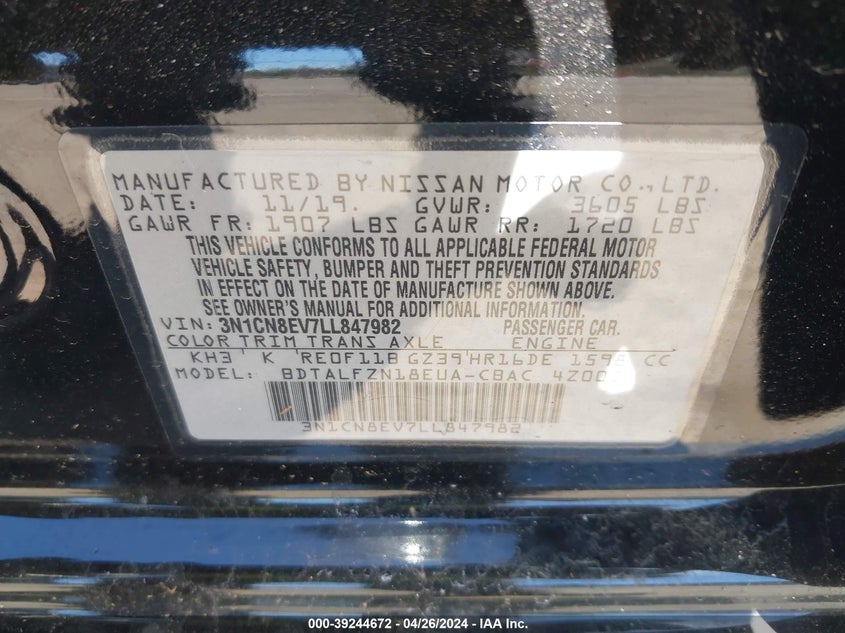 MANUFACTURED BY NISSAN MOTOR CO., LTD.
DATE: 11/19. GVWR: 3605 LBS
GAWR FR: 1907 LBS GAWR RR: 1720 LBS
THIS VEHICLE CONFORMS TO ALL APPLICABLE FEDERAL MOTOR
VEHICLE SAFETY, BUMPER AND THEFT PREVENTION STANDARDS
IN EFFECT ON THE DATE OF MANUFACTURE SHOWN ABOVE.
SEE OWNER'S MANUAL FOR ADDITIONAL INFORMATION.
VIN: 3N1CN8EV7LL847982 PASSENGER CAR.
COLOR TRIM TRANS AXLE ENGINE
KH3 K RE0F11B GZ39 HR16DE 1598 CC
MODEL: BDTALFZN18EUA-CBAC
3N1CN8EV7LL847982
000-39244672 - 04/26/2024 - IAA Inc.